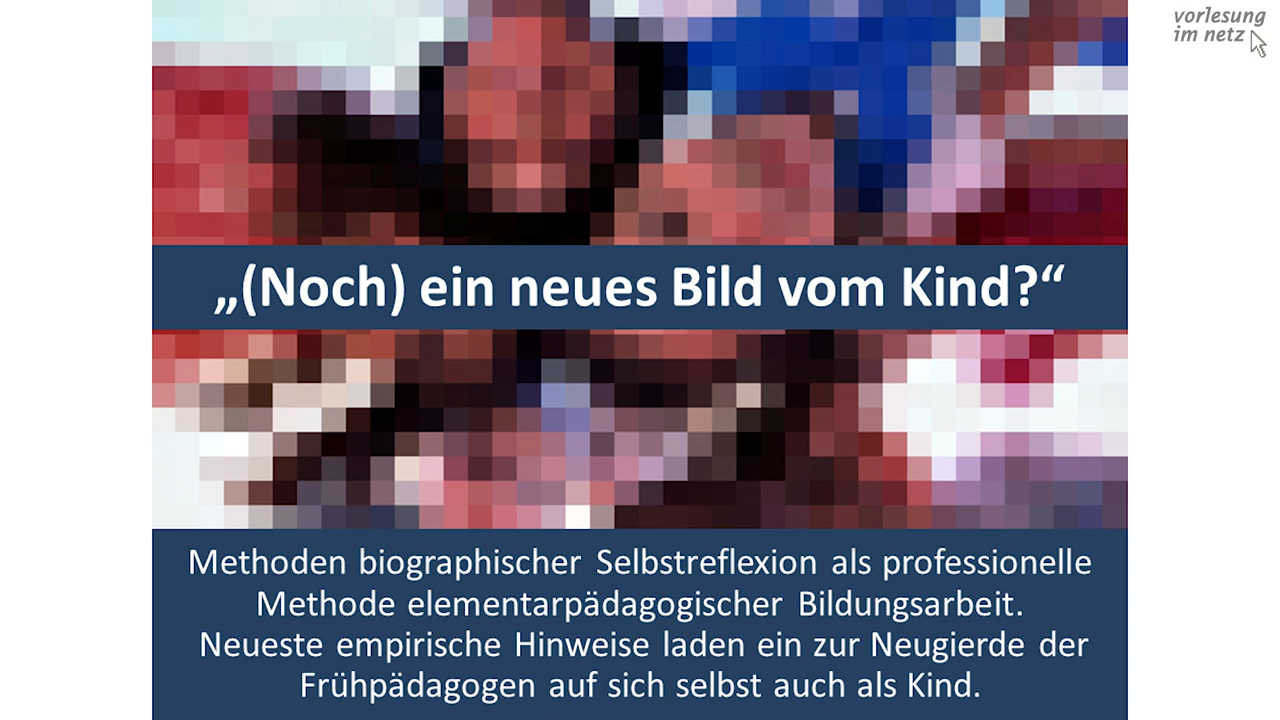 vorlesung
im netz
„(Noch) ein neues Bild vom Kind?“
Methoden biographischer Selbstreflexion als professionelle
Methode elementarpädagogischer Bildungsarbeit.
Neueste empirische Hinweise laden ein zur Neugierde der
Frühpädagogen auf sich selbst auch als Kind.